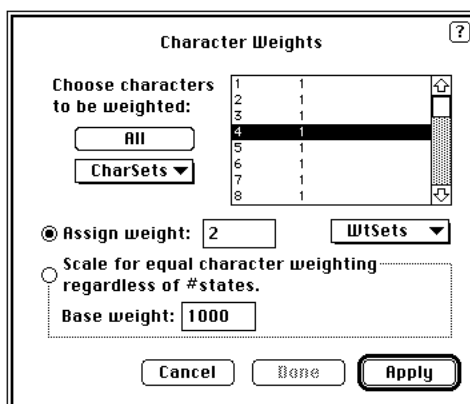 ?
Character Weights
Choose characters
to be weighted:
All
CharSets
1 1
2 1
3 1
4 1
5 1
6 1
7 1
8 1
Assign weight: 2
WtSets
Scale for equal character weighting
regardless of #states.
Base weight: 1000
Cancel Done Apply